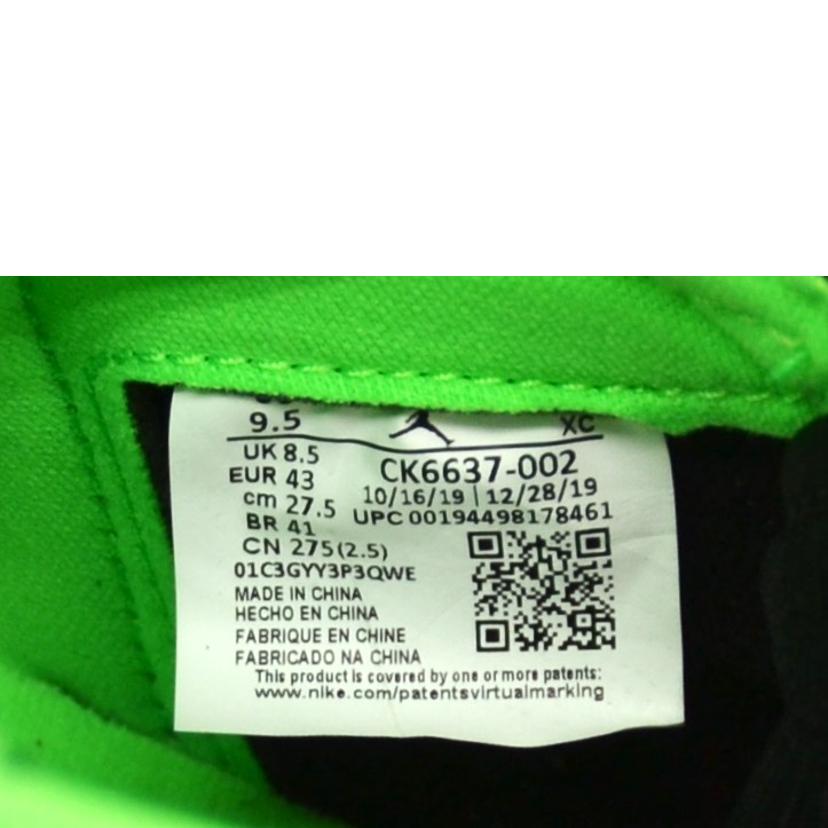 9.5
XC
UK 8.5
EUR 43
CK6637-002
cm 27.5
10/16/19 | 12/28/19
BR 41
UPC 00194498178461
CN 275(2.5)
01C3GYY3P3QWE
MADE IN CHINA
HECHO EN CHINA
FABRIQUE EN CHINE
FABRICADO NA CHINA
This product is covered by one or more patents:
www.nike.com/patentsvirtualmarking